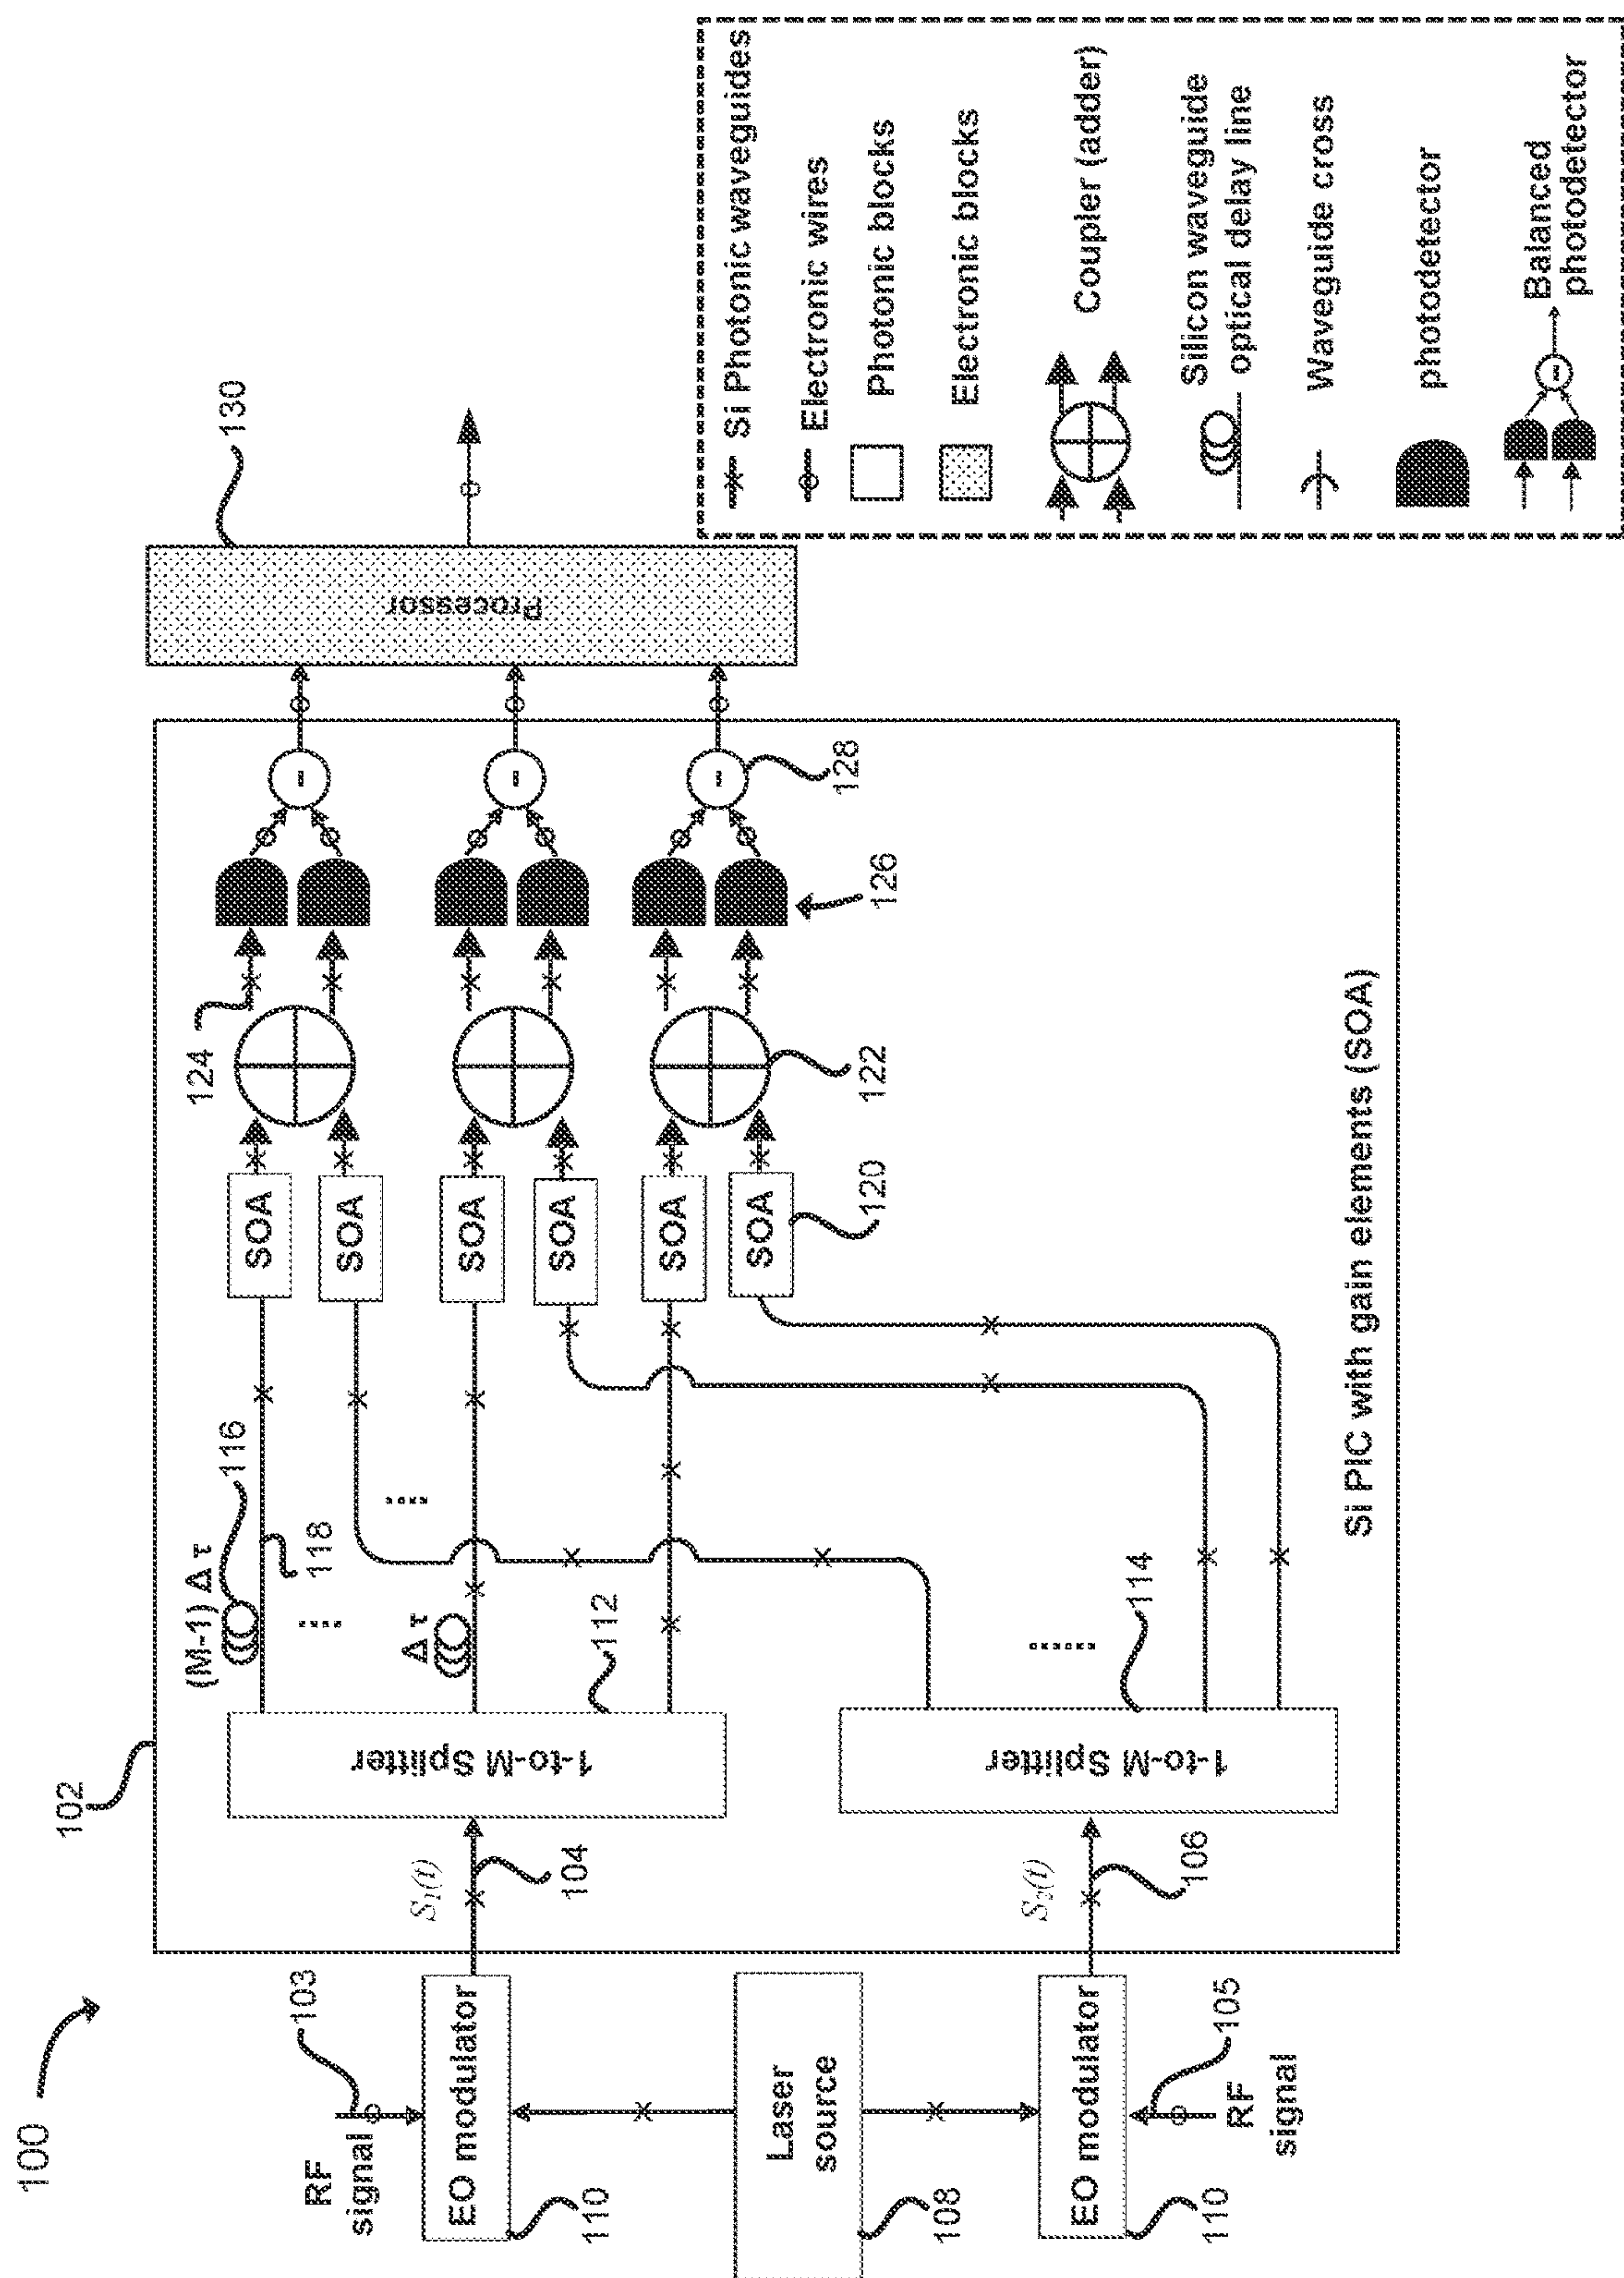 100
102
RF
signal
103
EO modulator
110
Laser
source
108
EO modulator
110
105
RF
signal
S₁(t)
104
S₂(t)
106
1-to-M Splitter
112
1-to-M Splitter
114
(M-1) Δ τ
116
118
....
Δ τ
....
.....
SOA
SOA
SOA
SOA
SOA
SOA
120
122
124
126
-
-
-
128
Processor
130
Si PIC with gain elements (SOA)
Si Photonic waveguides
Electronic wires
Photonic blocks
Electronic blocks
Coupler (adder)
Silicon waveguide
optical delay line
Waveguide cross
photodetector
-
Balanced
photodetector